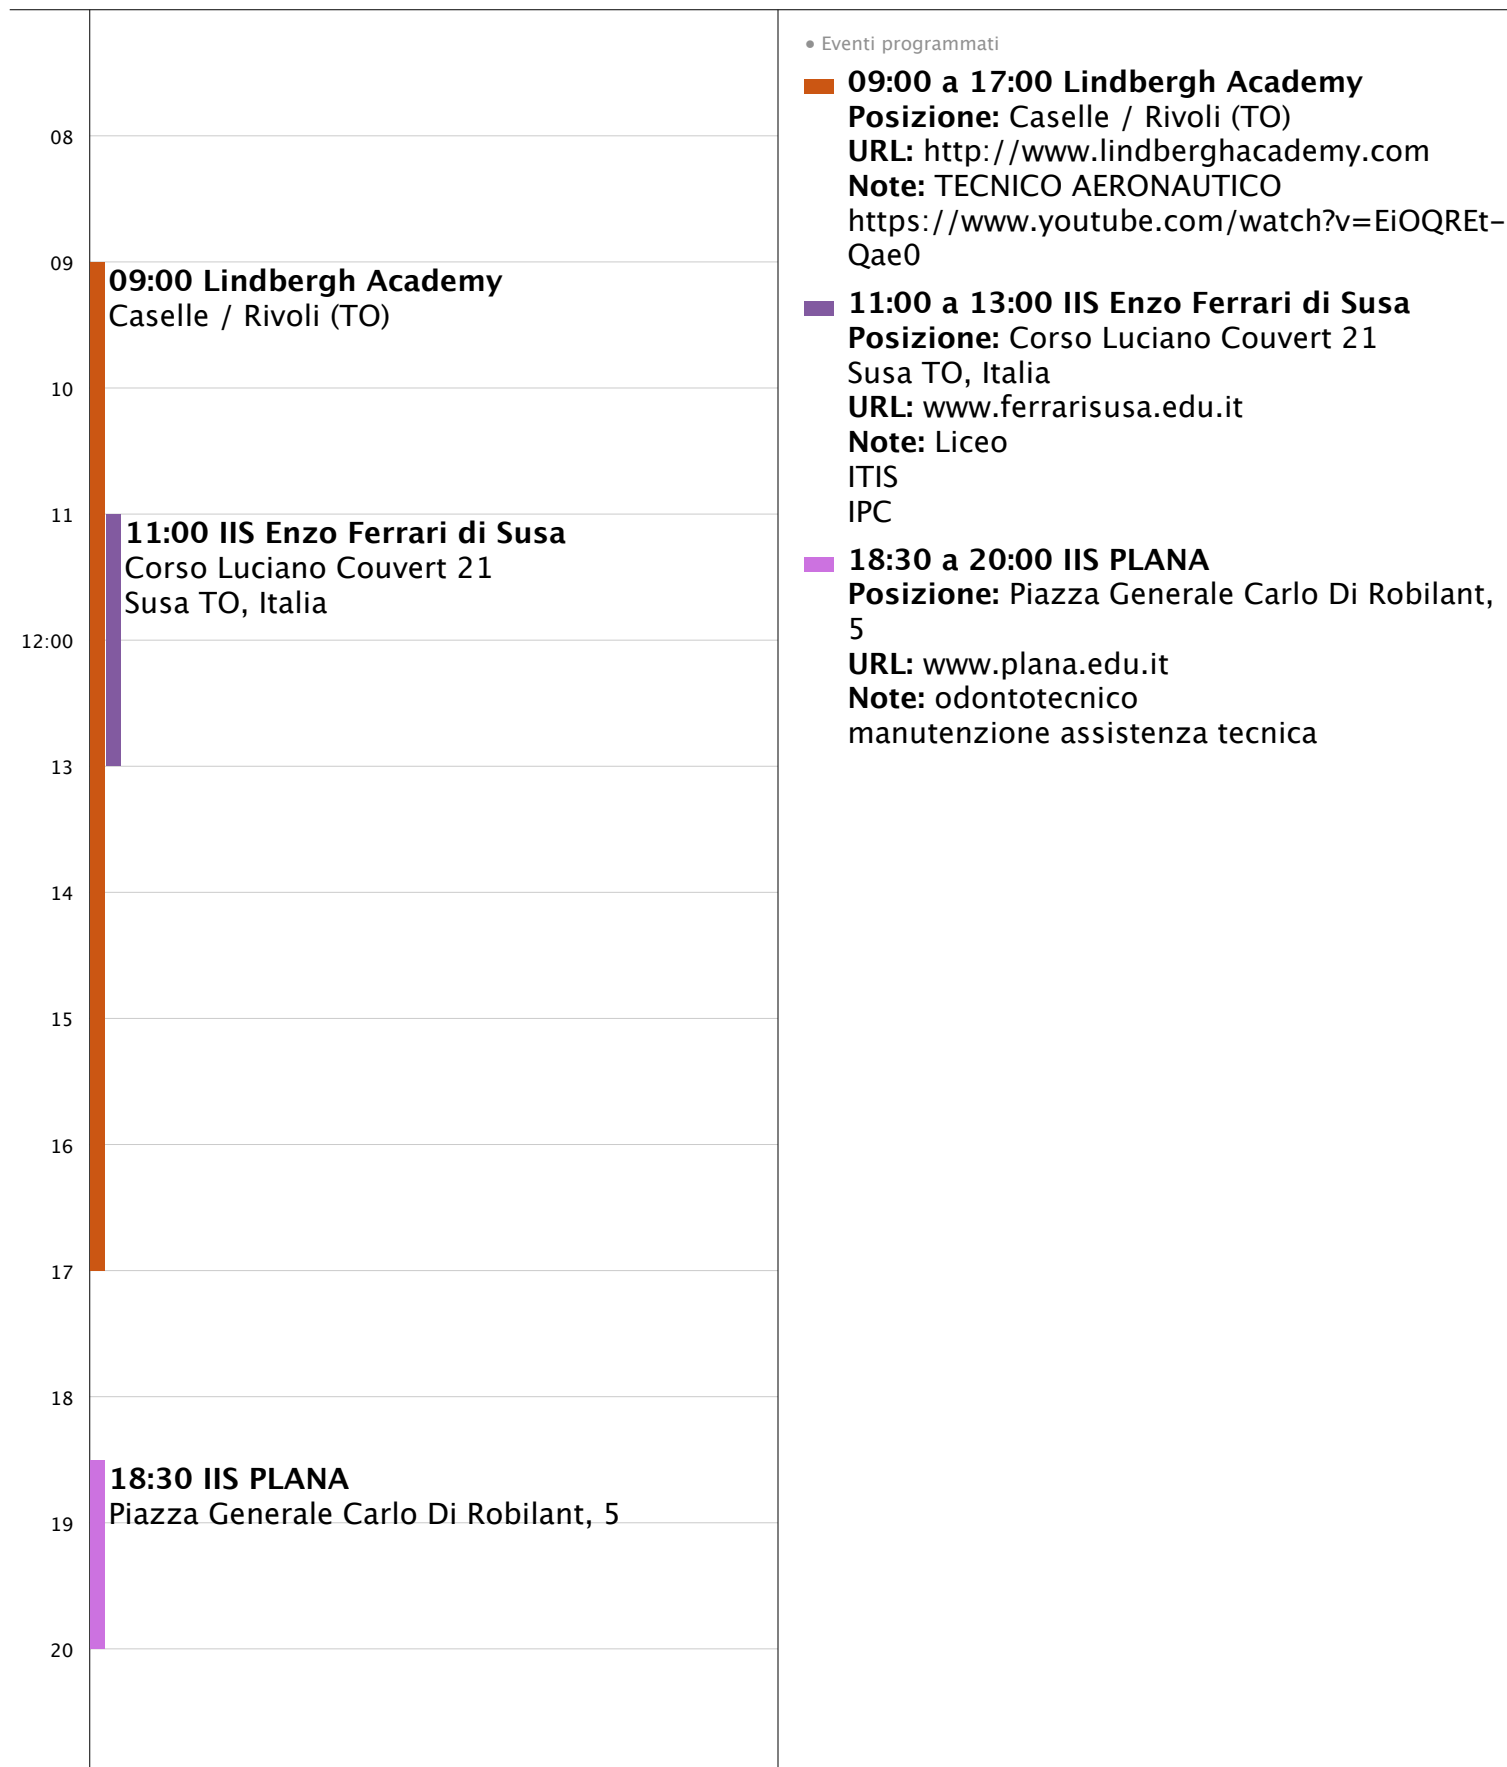 08
09
10
11
12:00
13
14
15
16
17
18
19
20
09:00 Lindbergh Academy
Caselle / Rivoli (TO)
11:00 IIS Enzo Ferrari di Susa
Corso Luciano Couvert 21
Susa TO, Italia
18:30 IIS PLANA
Piazza Generale Carlo Di Robilant, 5
• Eventi programmati
09:00 a 17:00 Lindbergh Academy
Posizione: Caselle / Rivoli (TO)
URL: http://www.lindberghacademy.com
Note: TECNICO AERONAUTICO
https://www.youtube.com/watch?v=EiOQREt-
Qae0
11:00 a 13:00 IIS Enzo Ferrari di Susa
Posizione: Corso Luciano Couvert 21
Susa TO, Italia
URL: www.ferrarisusa.edu.it
Note: Liceo
ITIS
IPC
18:30 a 20:00 IIS PLANA
Posizione: Piazza Generale Carlo Di Robilant,
5
URL: www.plana.edu.it
Note: odontotecnico
manutenzione assistenza tecnica